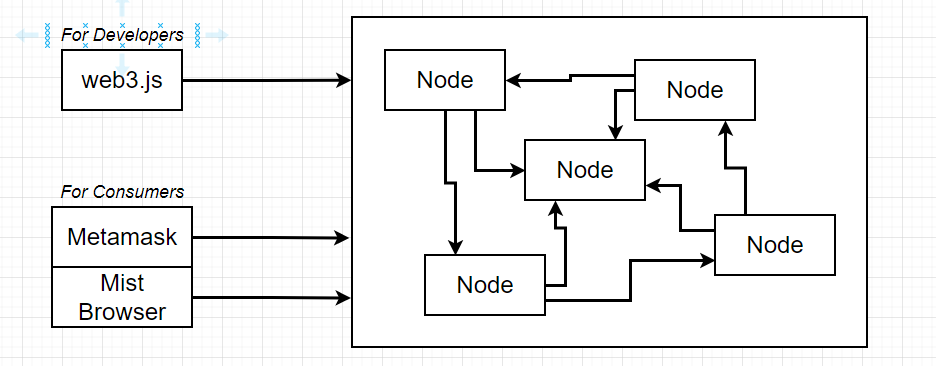 For Developers
web3.js
For Consumers
Metamask
Mist
Browser
Node
Node
Node
Node
Node